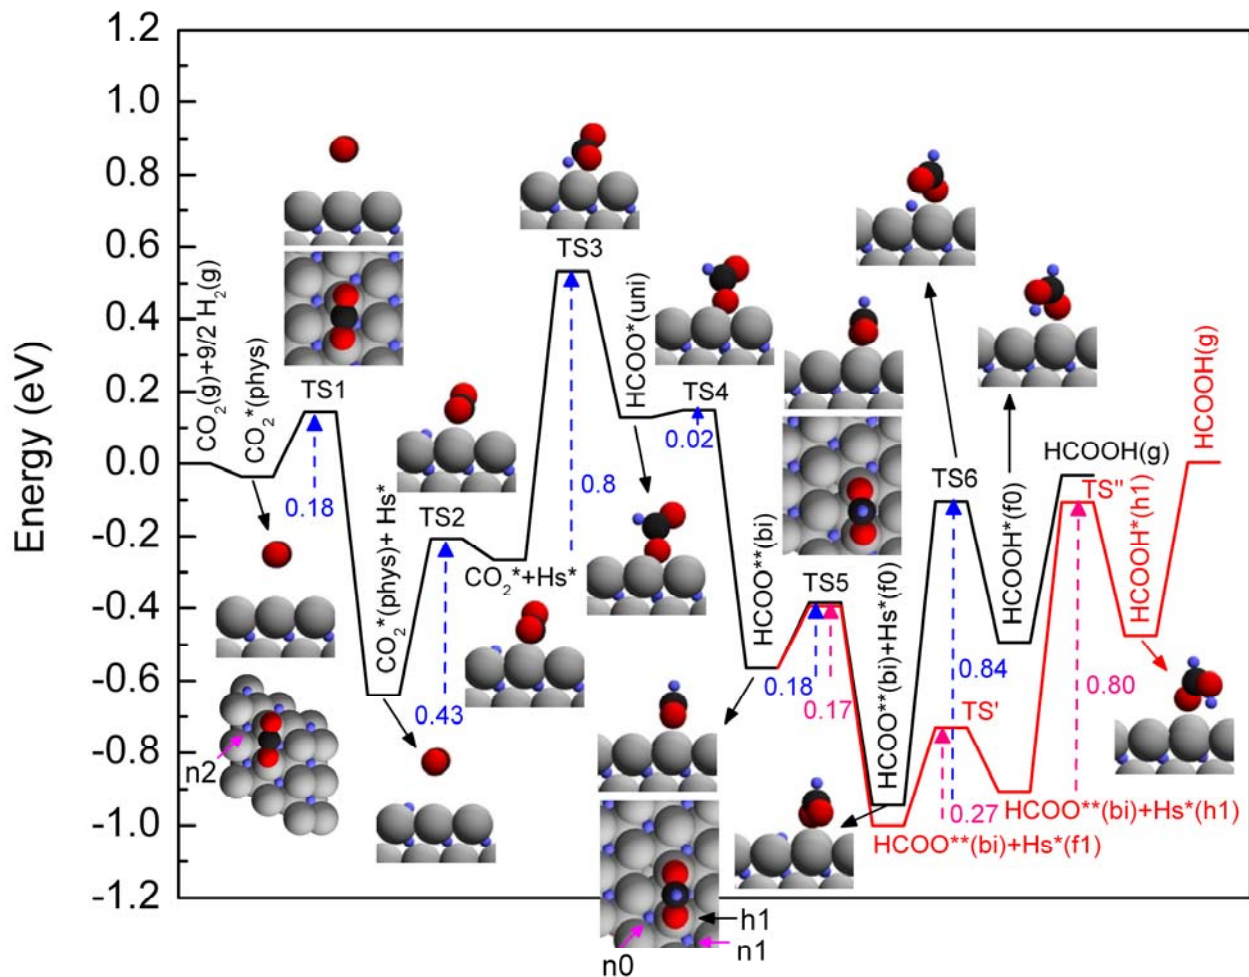 1.2
1.0
0.8
0.6
0.4
0.2
0.0
-0.2
-0.4
-0.6
-0.8
-1.0
-1.2
Energy (eV)
CO₂(g)+9/2 H₂(g)
CO₂*(phys)
TS1
0.18
CO₂*(phys)+ Hs*
TS2
0.43
CO₂*+Hs*
TS3
0.8
HCOO*(uni)
TS4
0.02
HCOO**(bi)
TS5
0.18
0.17
HCOO**(bi)+Hs*(f0)
TS6
0.84
HCOOH*(f0)
HCOOH(g)
HCOO**(bi)+Hs*(f1)
TS'
0.27
HCOO**(bi)+Hs*(h1)
TS''
0.80
HCOOH*(h1)
HCOOH(g)
n2
h1
n0
n1